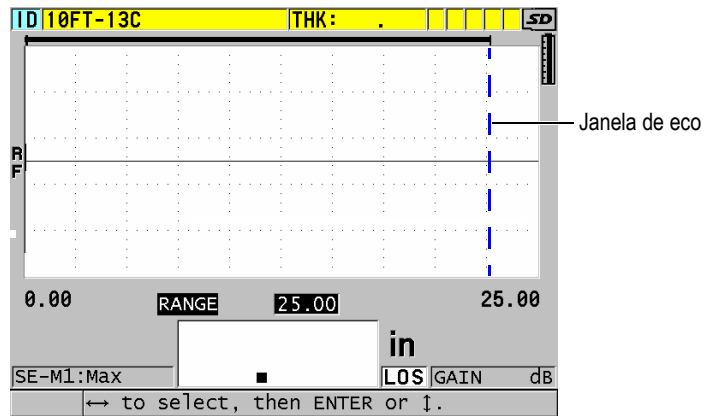 ID 10FT-13C THK: . SD
Janela de eco
R
F
0.00 RANGE 25.00 25.00
in
SE-M1:Max LOS GAIN dB
↔ to select, then ENTER or ↕.